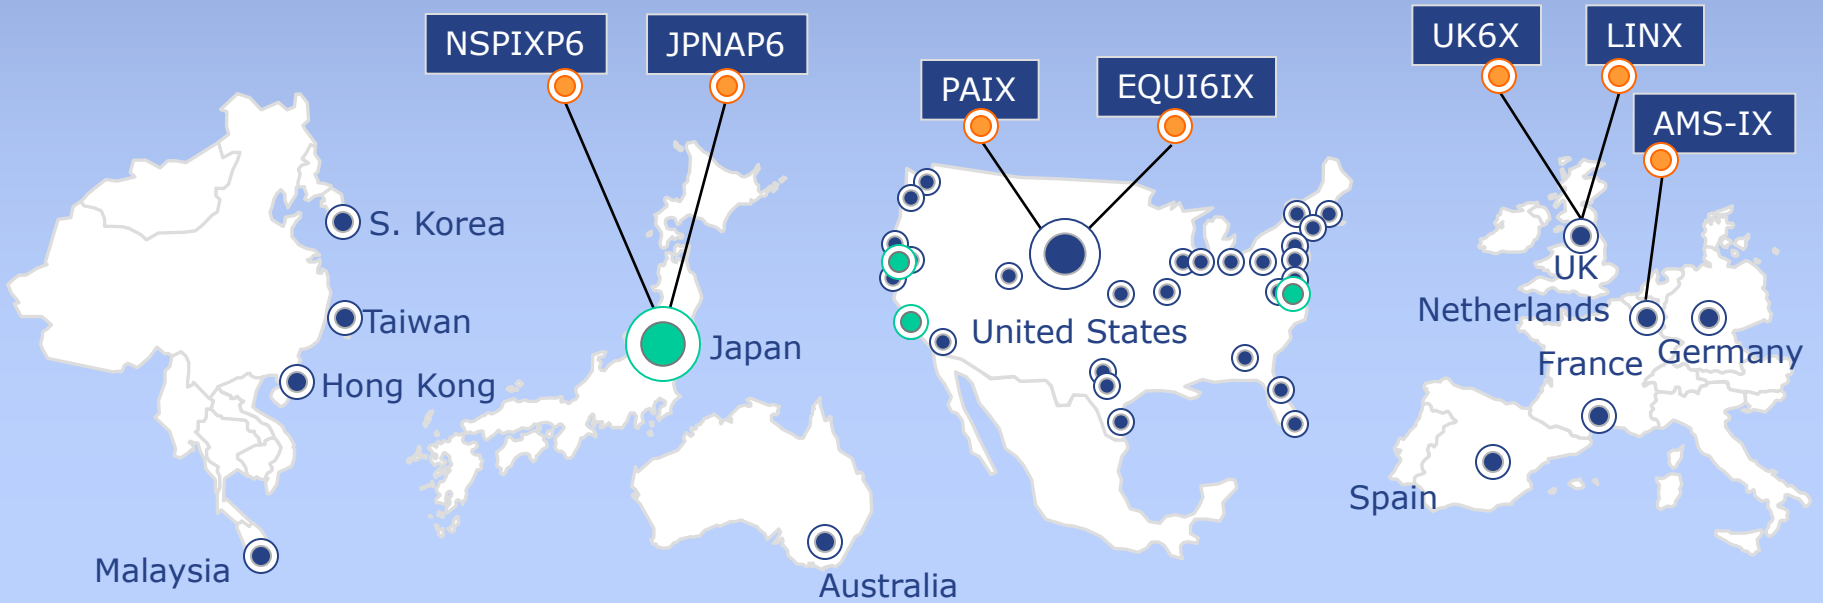 NSPIXP6
JPNAP6
PAIX
EQUI6IX
UK6X
LINX
AMS-IX
S. Korea
Taiwan
Hong Kong
Malaysia
Japan
Australia
United States
UK
Netherlands
France
Germany
Spain